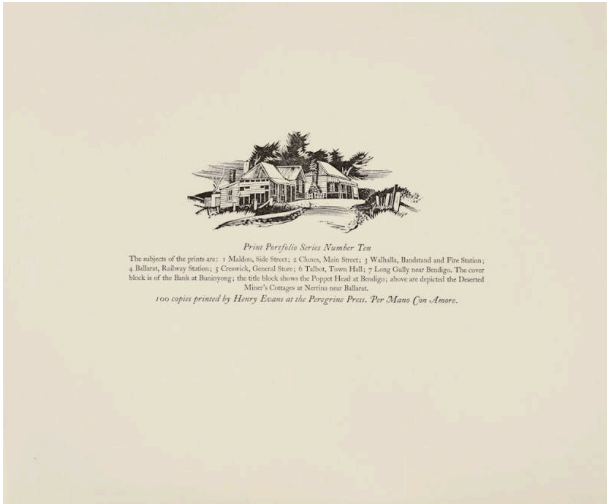 Print Portfolio Series Number Ten
The subjects of the prints are: 1 Maldon, Side Street; 2 Clunes, Main Street; 3 Walhalla, Bandstand and Fire Station;
4 Ballarat, Railway Station; 5 Creswick, General Store; 6 Talbot, Town Hall; 7 Long Gully near Bendigo. The cover
block is of the Bank at Buninyong; the title block shows the Poppet Head at Bendigo; above are depicted the Deserted
Miner's Cottages at Nerrina near Ballarat.
100 copies printed by Henry Evans at the Peregrine Press. Per Mano Con Amore.